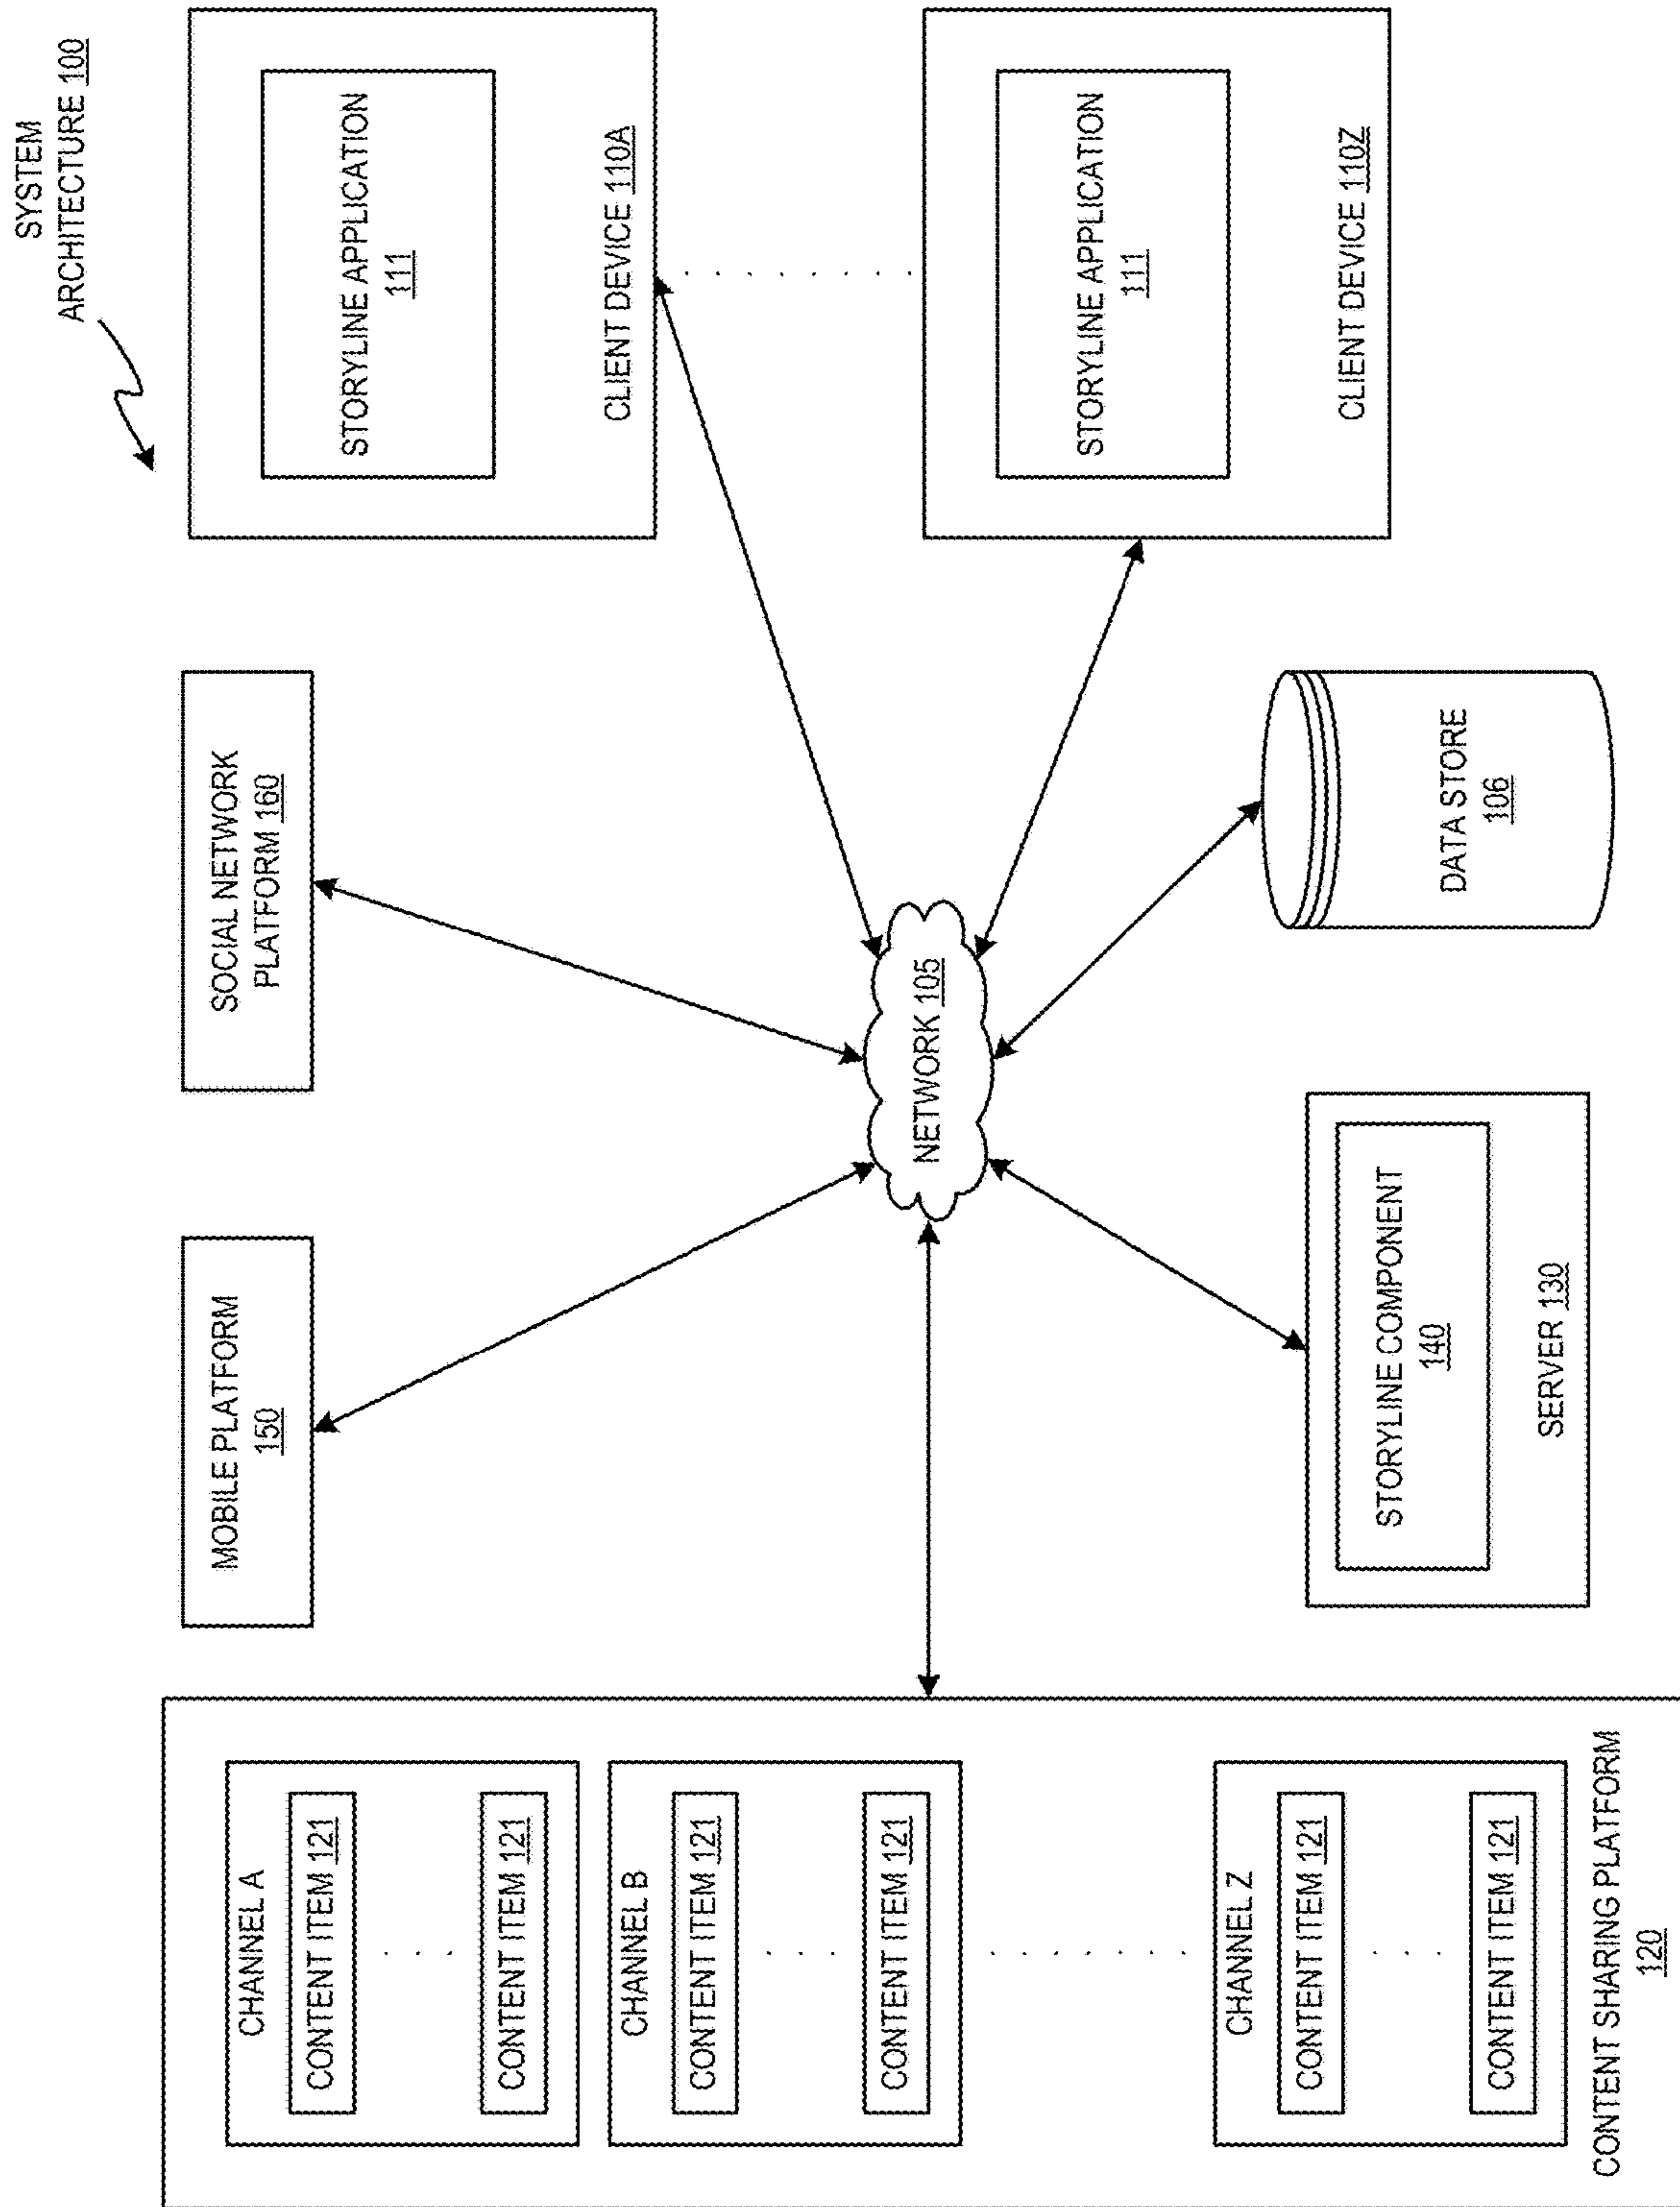 SYSTEM
ARCHITECTURE 100
CHANNEL A
CONTENT ITEM 121
CONTENT ITEM 121
CHANNEL B
CONTENT ITEM 121
CONTENT ITEM 121
CHANNEL Z
CONTENT ITEM 121
CONTENT ITEM 121
CONTENT SHARING PLATFORM
120
MOBILE PLATFORM
150
SOCIAL NETWORK
PLATFORM 160
STORYLINE APPLICATION
111
CLIENT DEVICE 110A
NETWORK 105
STORYLINE APPLICATION
111
CLIENT DEVICE 110Z
STORYLINE COMPONENT
140
SERVER 130
DATA STORE
106